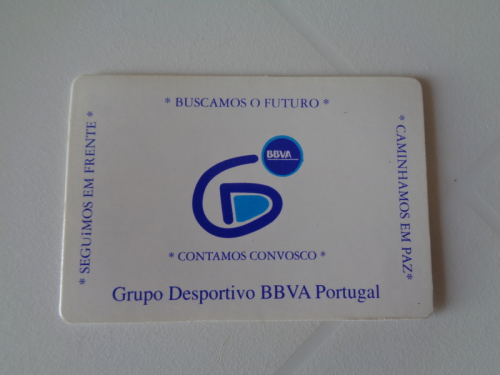 * BUSCAMOS O FUTURO *
* SEGUiMOS EM FRENTE *
BBVA
* CAMINHAMOS EM PAZ*
* CONTAMOS CONVOSCO *
Grupo Desportivo BBVA Portugal